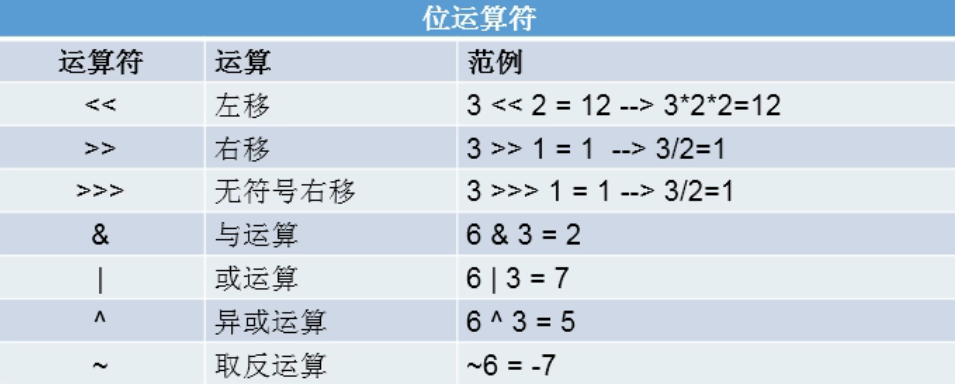 位运算符
运算符 运算 范例
<< 左移 3 << 2 = 12 --> 3*2*2=12
>> 右移 3 >> 1 = 1 --> 3/2=1
>>> 无符号右移 3 >>> 1 = 1 --> 3/2=1
& 与运算 6 & 3 = 2
| 或运算 6 | 3 = 7
^ 异或运算 6 ^ 3 = 5
~ 取反运算 ~6 = -7